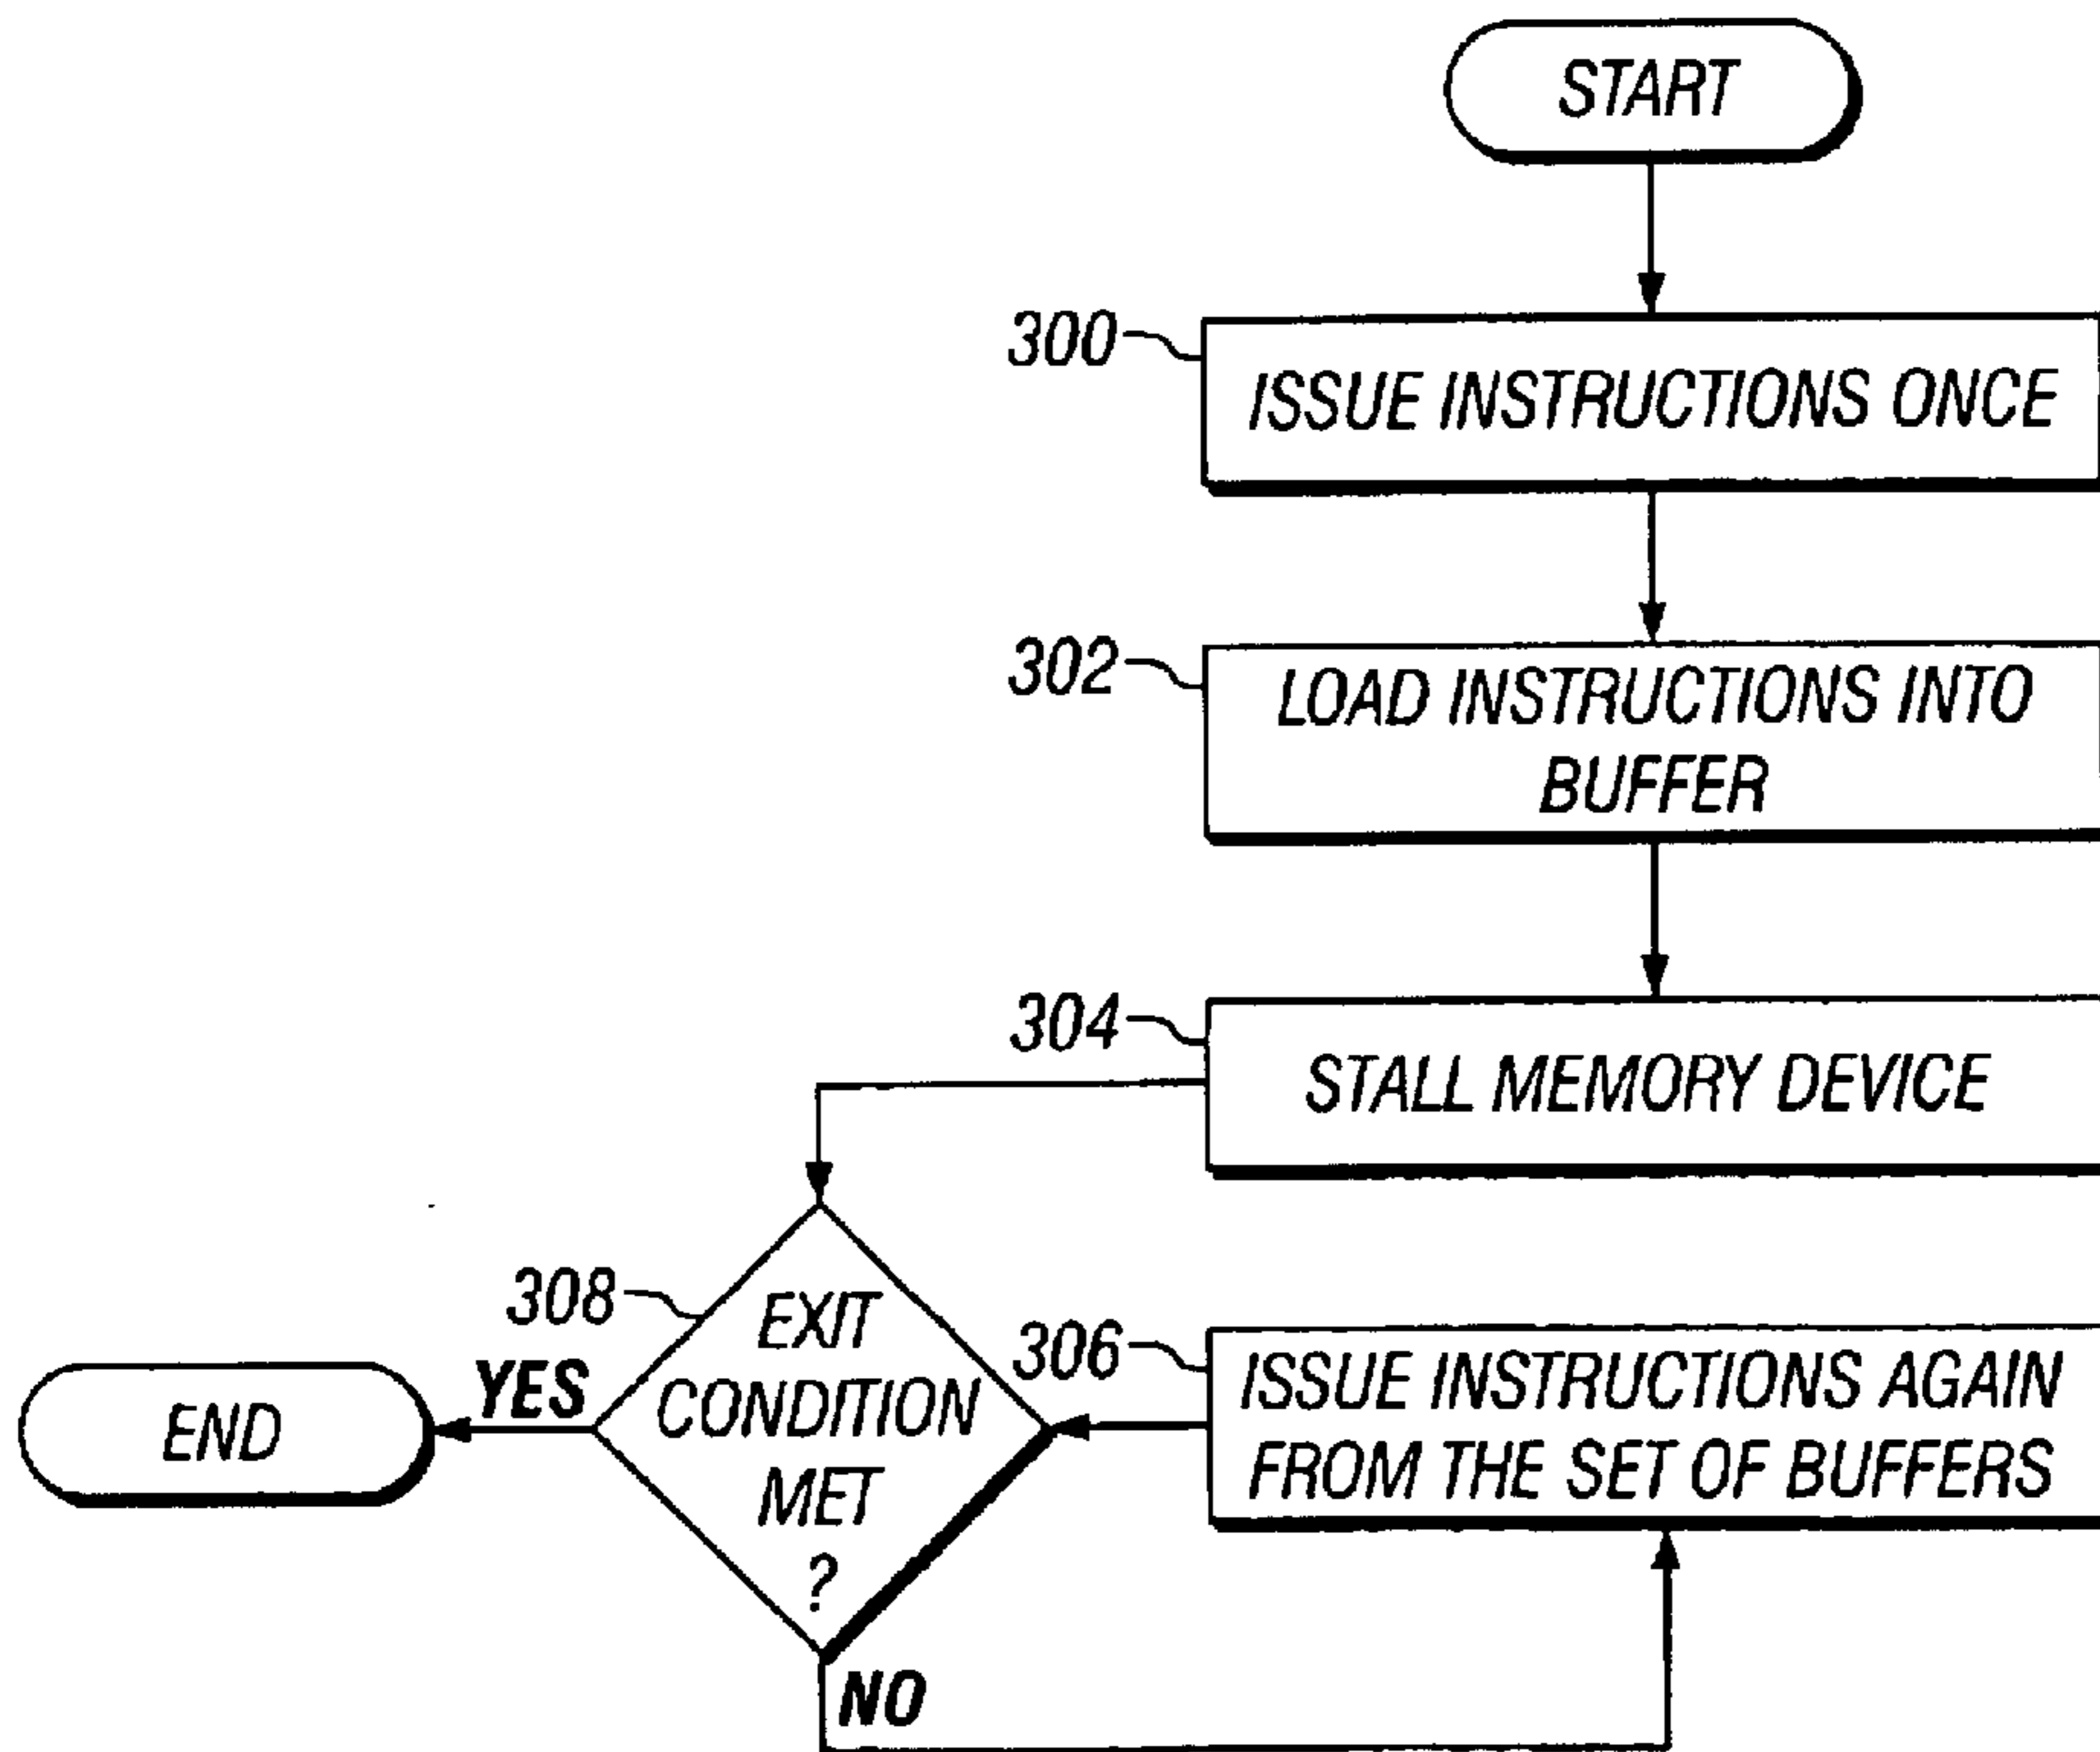 START
300
ISSUE INSTRUCTIONS ONCE
302
LOAD INSTRUCTIONS INTO
BUFFER
304
STALL MEMORY DEVICE
308
EXIT
CONDITION
MET
?
YES
END
306
ISSUE INSTRUCTIONS AGAIN
FROM THE SET OF BUFFERS
NO